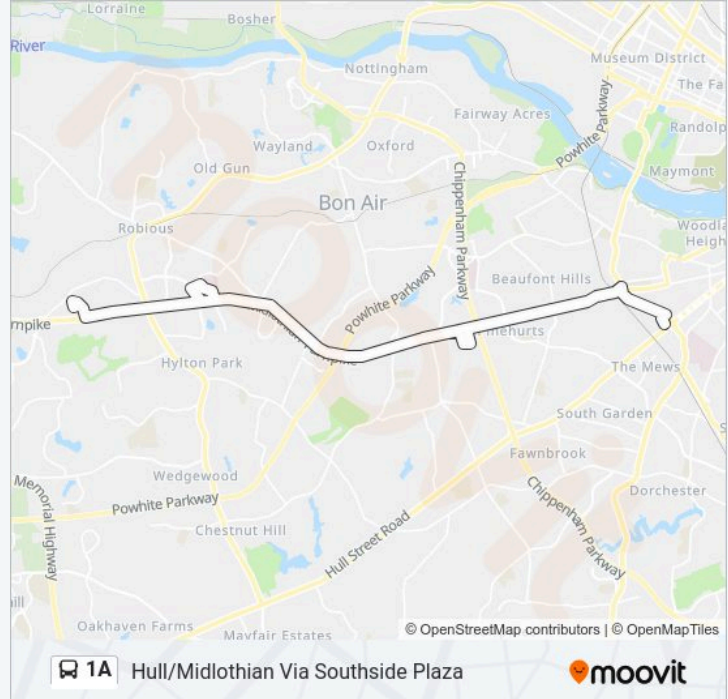 Lorraine
Bosher
River
Museum District
The Fa
Nottingham
Fairway Acres
Powhite Parkway
Randolp
Wayland
Oxford
Old Gun
Maymont
Chippenham Parkway
Bon Air
Woodla
Heigh
Robious
Beaufont Hills
Powhite Parkway
rnpike
Hylton Park
The Mews
South Garden
Fawnbrook
Wedgewood
Memorial Highway
Powhite Parkway
Chippenham Parkway
Dorchester
Chestnut Hill
Hull Street Road
ill
Oakhaven Farms
Mayfair Estates
© OpenStreetMap contributors | © OpenMapTiles
1A Hull/Midlothian Via Southside Plaza
moovit